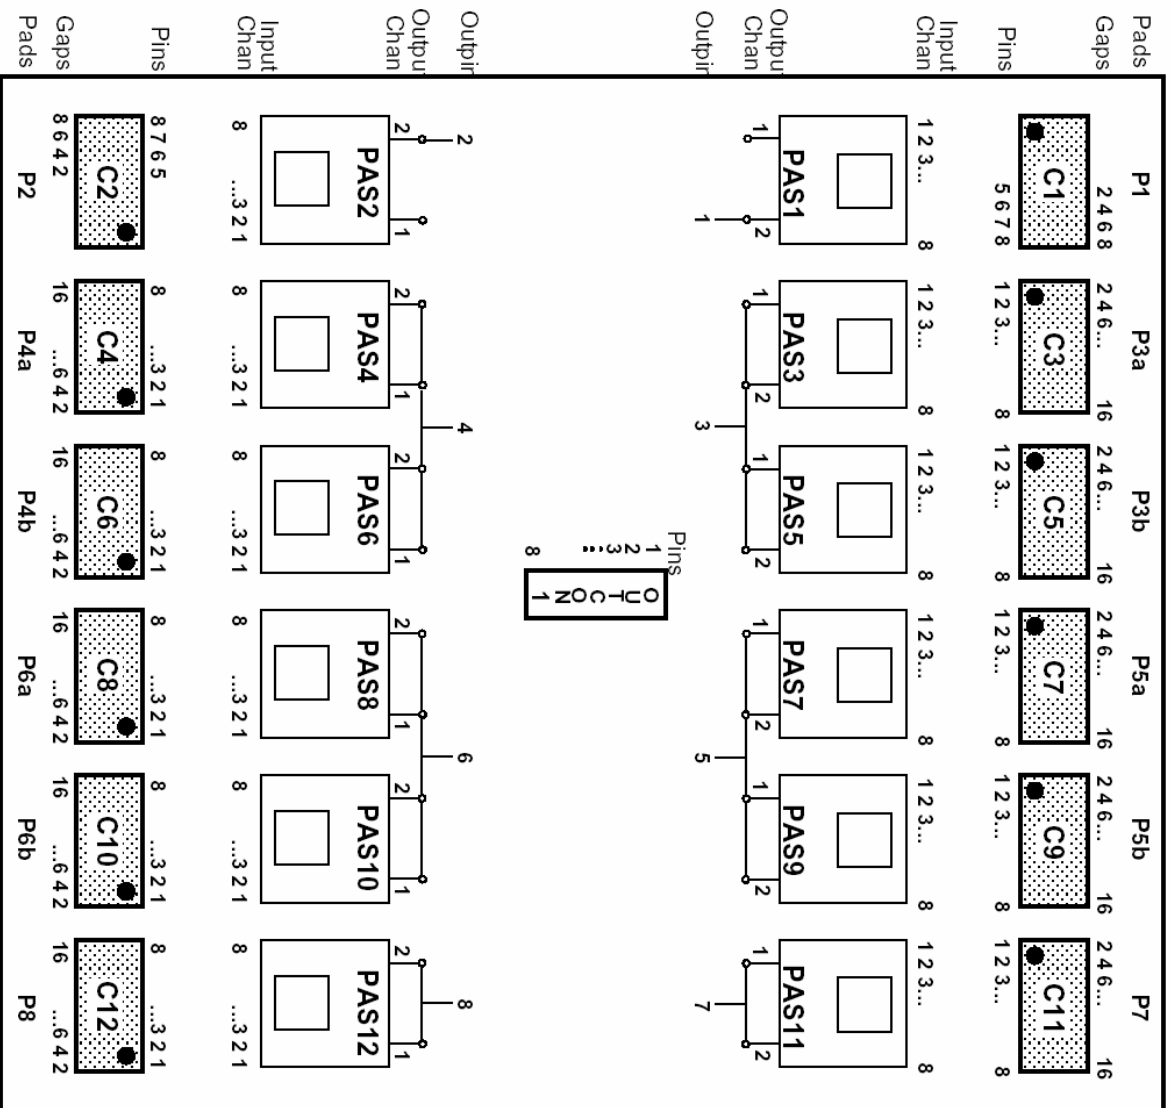 Pads P1 P3a P3b P5a P5b P7
Gaps 2 4 6 8 2 4 6... 16 2 4 6... 16 2 4 6... 16 2 4 6... 16 2 4 6... 16
C1 C3 C5 C7 C9 C11
Pins 5 6 7 8 1 2 3... 8 1 2 3... 8 1 2 3... 8 1 2 3... 8 1 2 3... 8
Input
Chan 1 2 3... 8 1 2 3... 8 1 2 3... 8 1 2 3... 8 1 2 3... 8 1 2 3... 8
PAS1 PAS3 PAS5 PAS7 PAS9 PAS11
Outpu
Chan 1 2 1 2 1 2 1 2 1 2 1 2
Outpin 1 3 5 7
Pins
1 2 3 ... 8
OUTCON1
Outpin 2 4 6 8
Outpu
Chan 2 1 2 1 2 1 2 1 2 1 2 1
PAS2 PAS4 PAS6 PAS8 PAS10 PAS12
Input
Chan 8 ...3 2 1 8 ...3 2 1 8 ...3 2 1 8 ...3 2 1 8 ...3 2 1 8 ...3 2 1
Pins 8 7 6 5 8 ...3 2 1 8 ...3 2 1 8 ...3 2 1 8 ...3 2 1 8 ...3 2 1
C2 C4 C6 C8 C10 C12
Gaps 8 6 4 2 16 ...6 4 2 16 ...6 4 2 16 ...6 4 2 16 ...6 4 2 16 ...6 4 2
Pads P2 P4a P4b P6a P6b P8